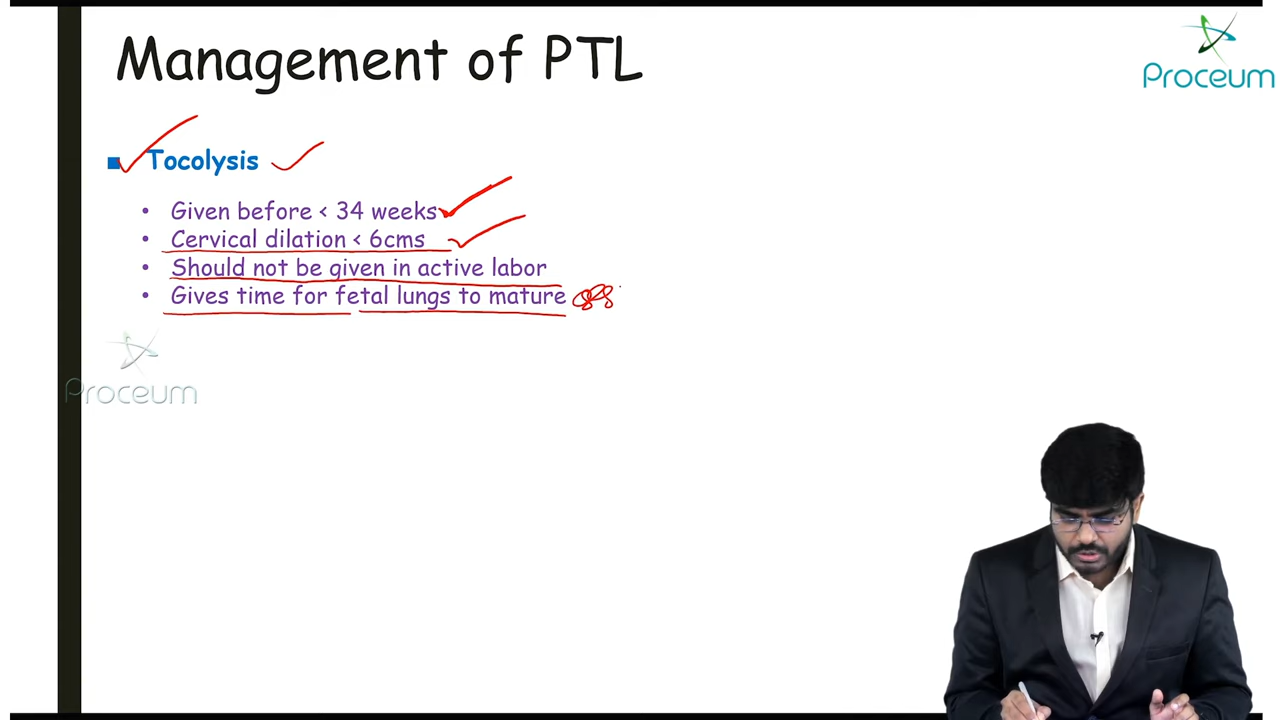 Management of PTL
Proceum
Tocolysis
• Given before < 34 weeks
• Cervical dilation < 6cms
• Should not be given in active labor
• Gives time for fetal lungs to mature
Proceum